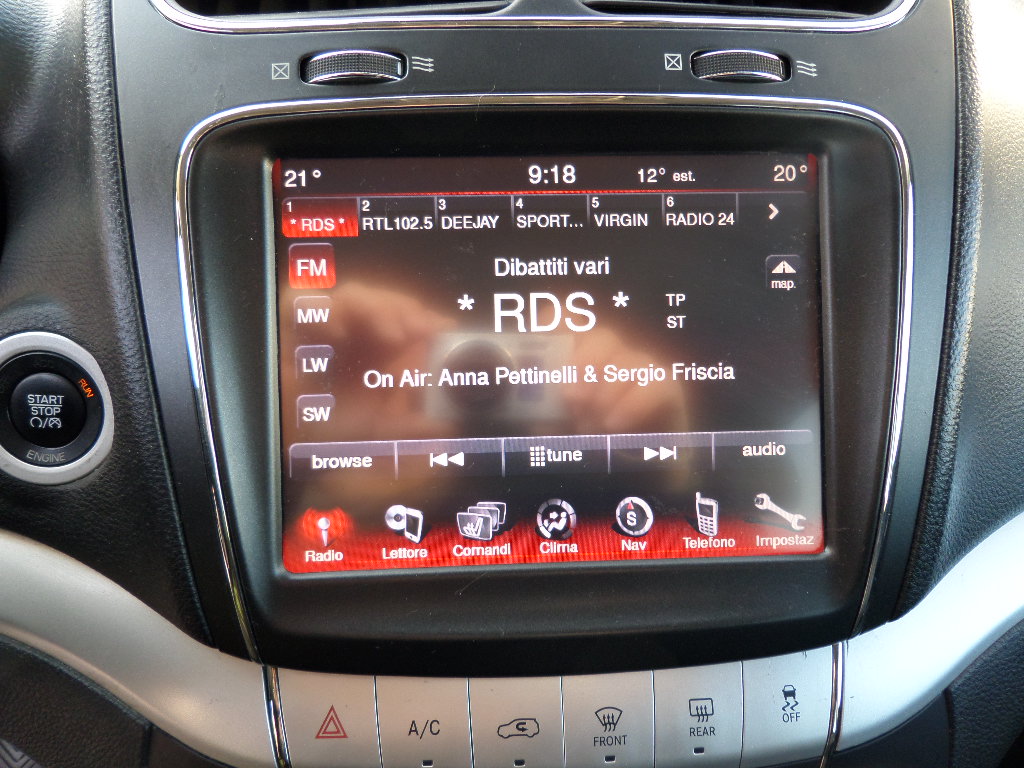 21° 9:18 12° est. 20°
1 2 3 4 5 6
* RDS * RTL102.5 DEEJAY SPORT... VIRGIN RADIO 24 >
FM Dibattiti vari
map.
MW * RDS * TP
ST
LW On Air: Anna Pettinelli & Sergio Friscia
SW
browse tune audio
Radio Lettore Comandi Clima Nav Telefono Impostaz
S
RUN
START
STOP
ENGINE
A/C FRONT REAR OFF